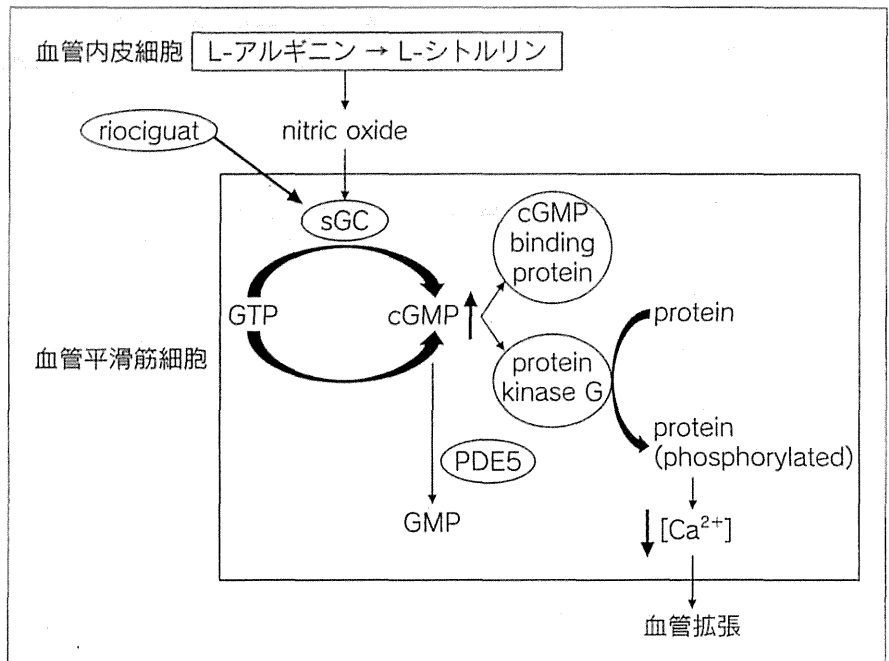 血管内皮細胞 L-アルギニン → L-シトルリン
riociguat
nitric oxide
sGC
cGMP
binding
protein
GTP
cGMP
protein
血管平滑筋細胞
protein
kinase G
protein
(phosphorylated)
PDE5
GMP
[Ca²⁺]
血管拡張